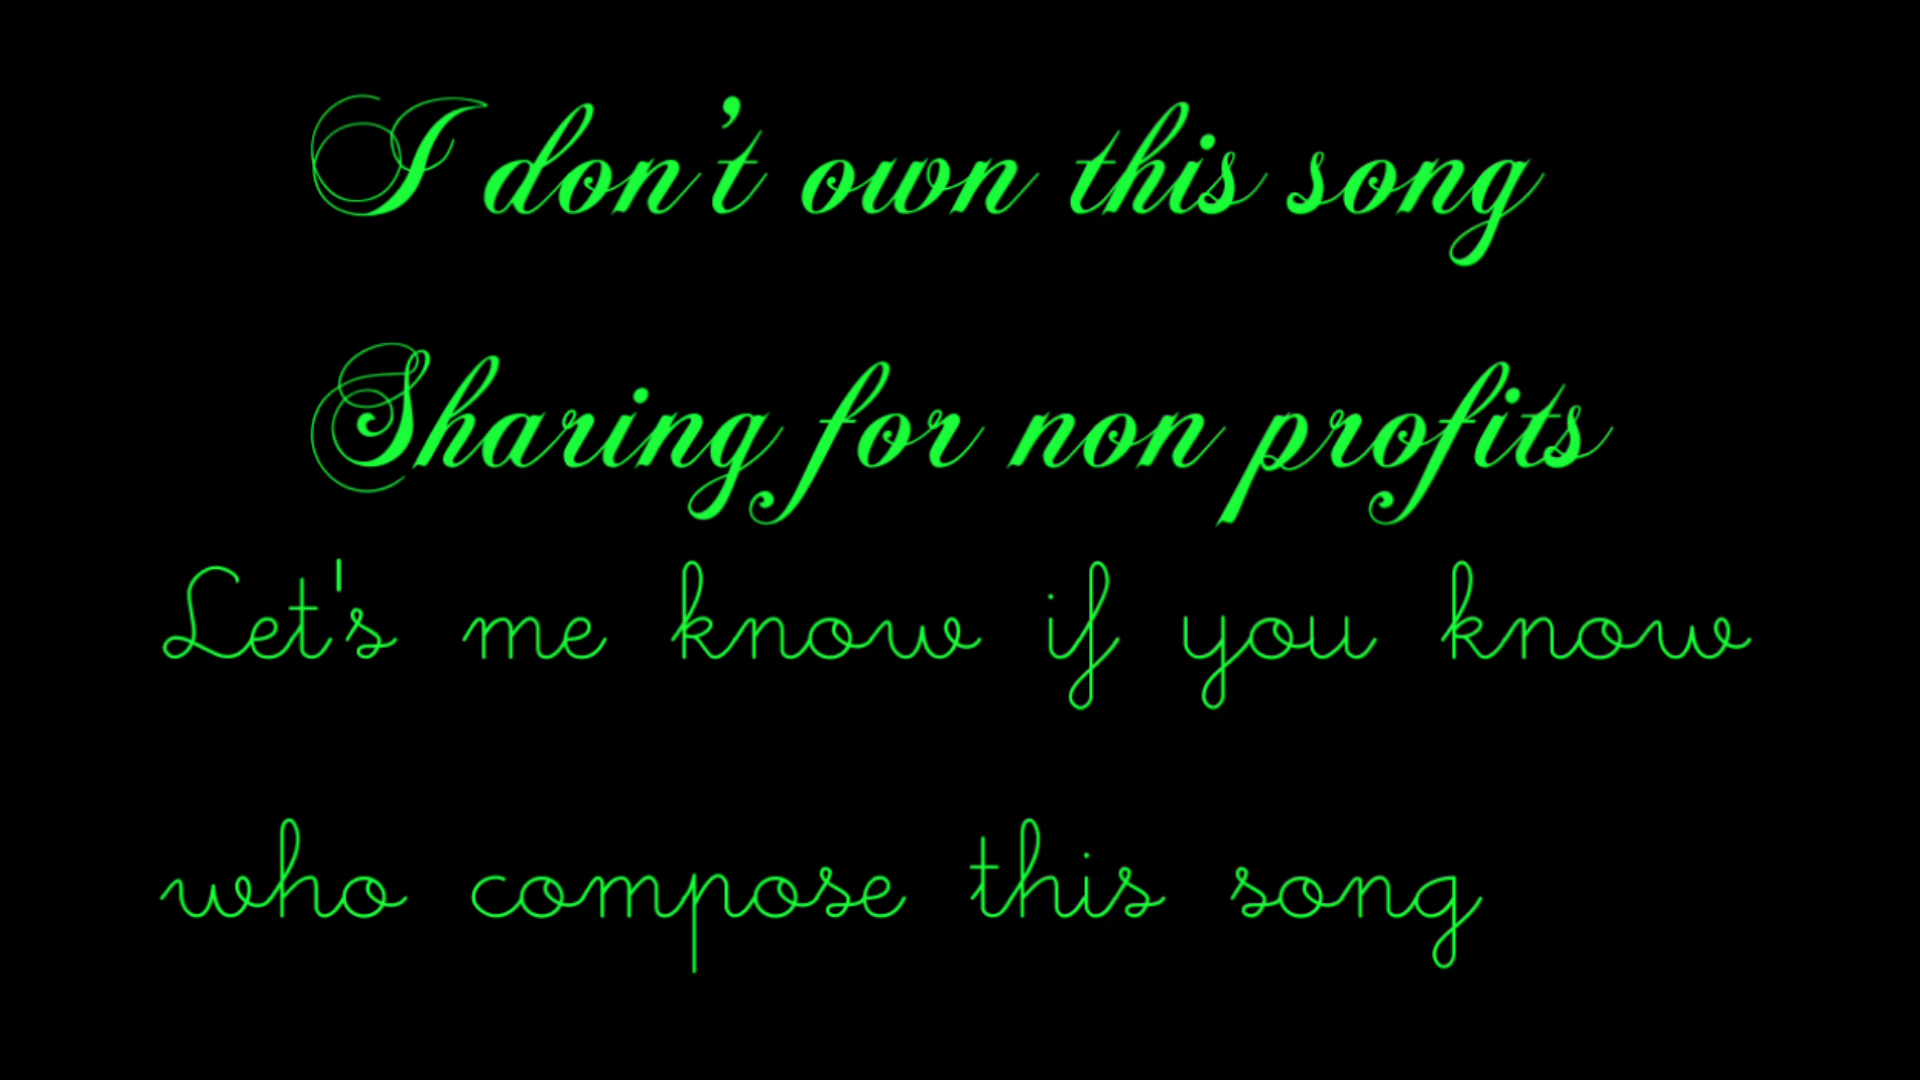 I don't own this song
Sharing for non profits
Let's me know if you know
who compose this song